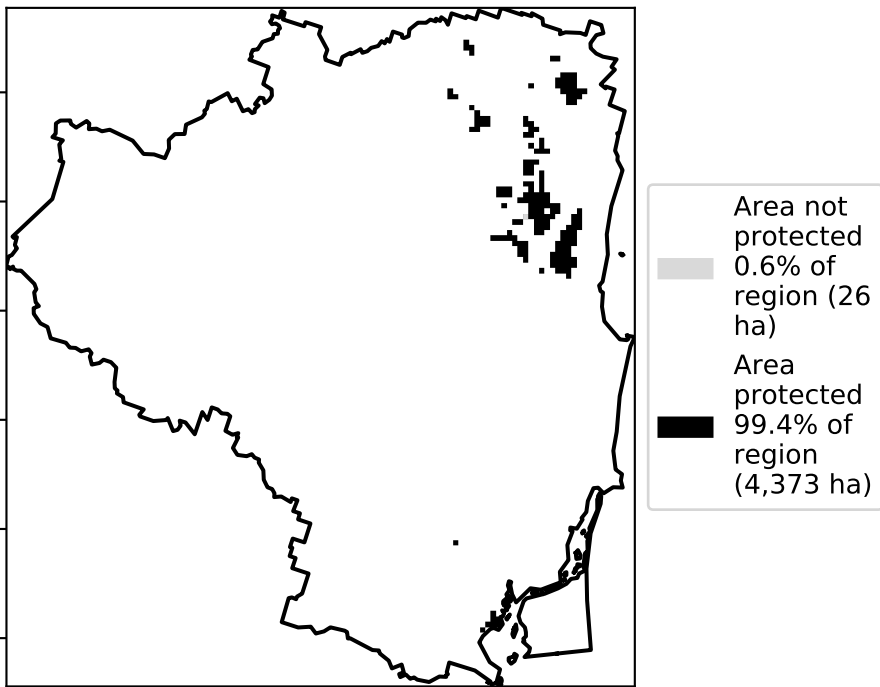 Area not
protected
0.6% of
region (26
ha)
Area
protected
99.4% of
region
(4,373 ha)